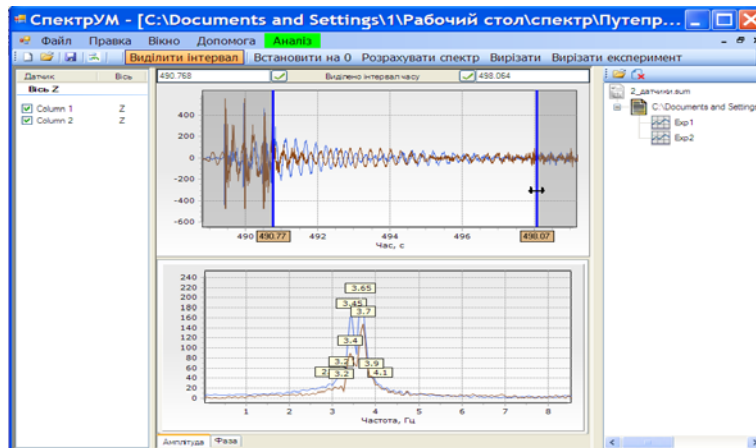 СпектрУМ - [C:\Documents and Settings\1\Рабочий стол\спектр\Путепр...
Файл Правка Вікно Допомога Аналіз
Виділити інтервал Встановити на 0 Розрахувати спектр Вирізати Вирізати експеримент
Датчик Вісь
Вісь Z
Column 1 Z
Column 2 Z
490.768 Виділено інтервал часу 498.064
400
200
0
-200
-400
-600
490 490.77 492 494 496 498.07
Час, с
240
220
200
180
160
140
120
100
80
60
40
20
0
3.65
3.45
3.7
3.4
3.2 3.9
3.2 4.1
1 2 3 4 5 6 7 8
Частота, Гц
Амплітуда Фаза
2_датчики.sum
C:\Documents and Settings
Exp1
Exp2